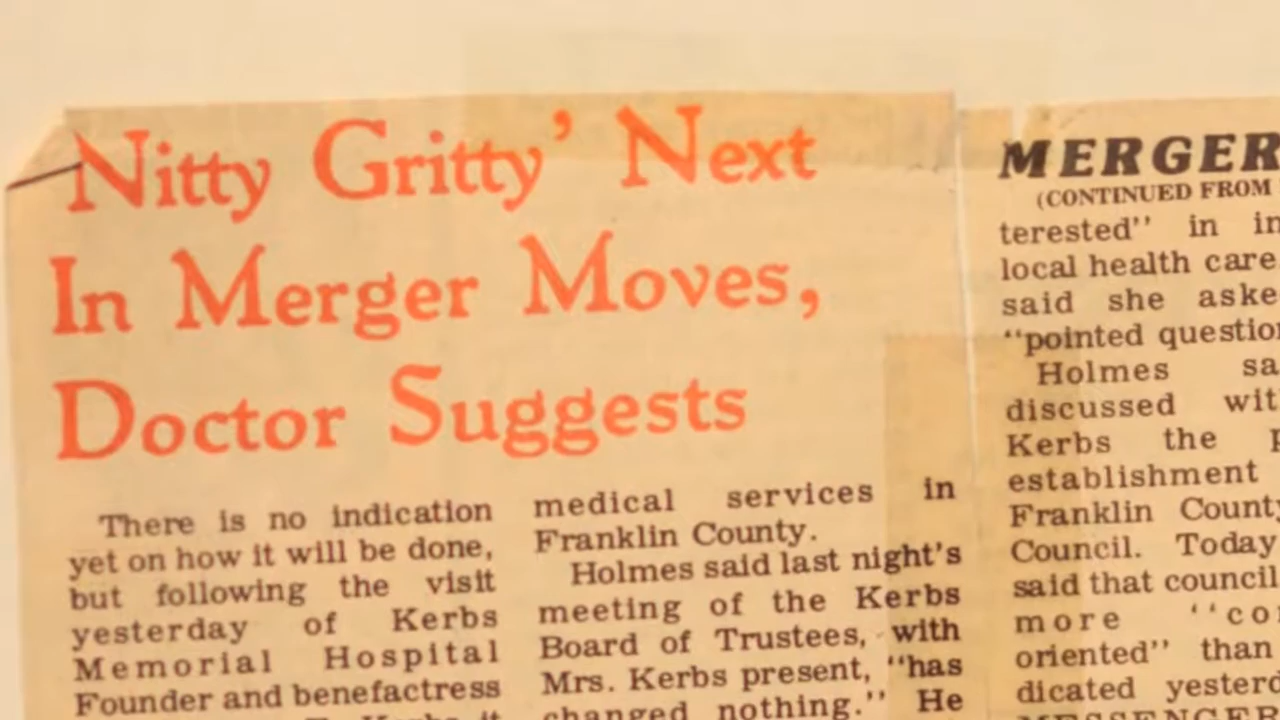 Nitty Gritty’ Next
In Merger Moves,
Doctor Suggests
There is no indication
yet on how it will be done,
but following the visit
yesterday of Kerbs
Memorial Hospital
Founder and benefactress
medical services in
Franklin County.
Holmes said last night's
meeting of the Kerbs
Board of Trustees, with
Mrs. Kerbs present, “has
changed nothing.” He
MERGER
(CONTINUED FROM
terested” in in
local health care
said she aske
“pointed question
Holmes sa
discussed wit
Kerbs the
establishment
Franklin County
Council. Today
said that council
more “co
oriented” than
dicated yesterd
MESSENGER